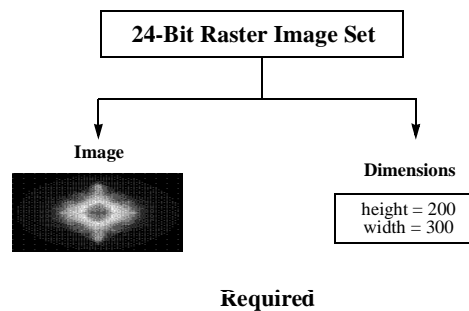 24-Bit Raster Image Set
Image
Dimensions
height = 200
width = 300
Required